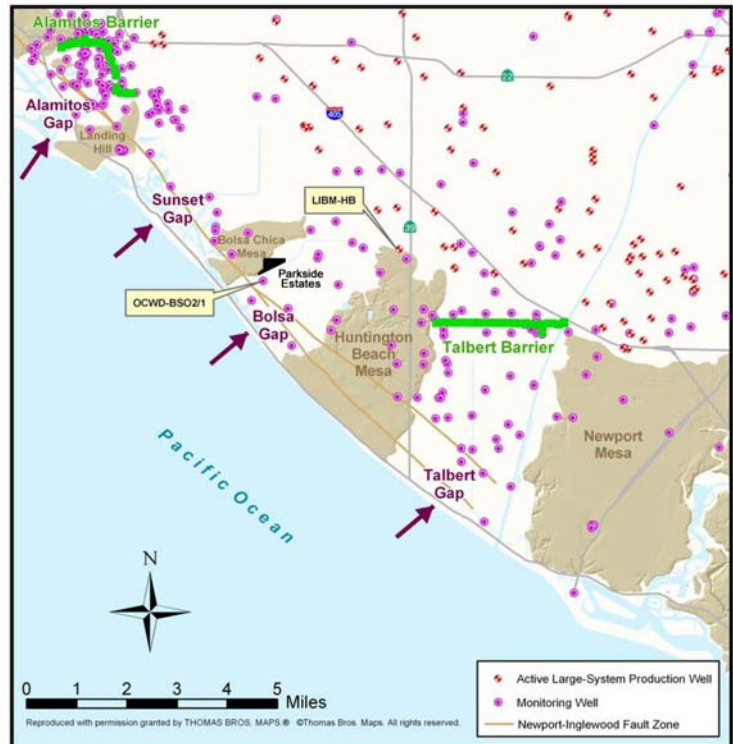 Alamitos Barrier
Alamitos
Gap
Landing
Hill
22
405
Sunset
Gap
LIBM-HB
39
Bolsa Chica
Mesa
Parkside
Estates
OCWD-BSO2/1
Bolsa
Gap
Huntington
Beach
Mesa
Talbert Barrier
Newport
Mesa
Talbert
Gap
Pacific Ocean
N
0 1 2 3 4 5
Miles
Active Large-System Production Well
Monitoring Well
Newport-Inglewood Fault Zone
Reproduced with permission granted by THOMAS BROS. MAPS ® ©Thomas Bros. Maps. All rights reserved.